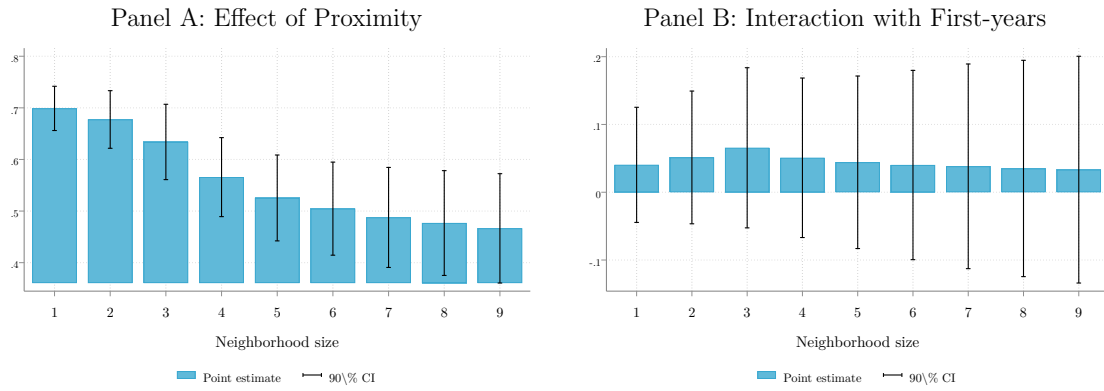 Panel A: Effect of Proximity
.8
.7
.6
.5
.4
1 2 3 4 5 6 7 8 9
Neighborhood size
Point estimate 90\% CI
Panel B: Interaction with First-years
.2
.1
0
-.1
1 2 3 4 5 6 7 8 9
Neighborhood size
Point estimate 90\% CI